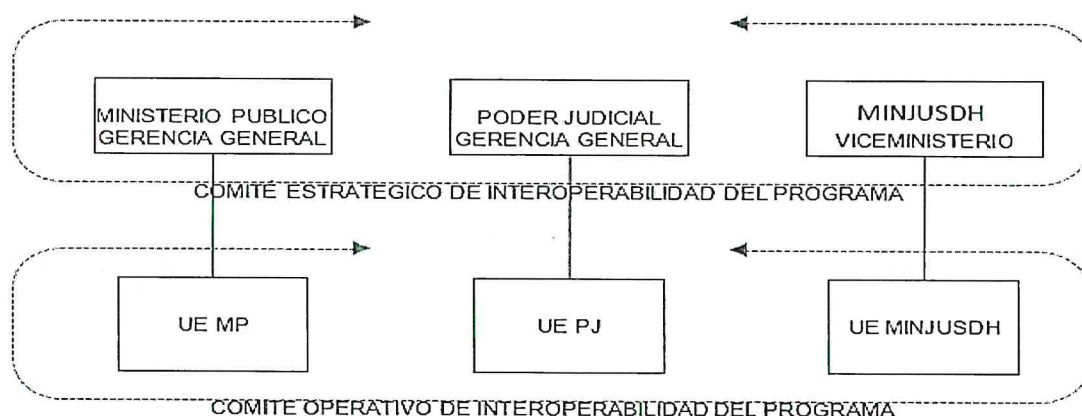 MINISTERIO PUBLICO
GERENCIA GENERAL
PODER JUDICIAL
GERENCIA GENERAL
MINJUSDH
VICEMINISTERIO
COMITÉ ESTRATEGICO DE INTEROPERABILIDAD DEL PROGRAMA
UE MP
UE PJ
UE MINJUSDH
COMITE OPERATIVO DE INTEROPERABILIDAD DEL PROGRAMA